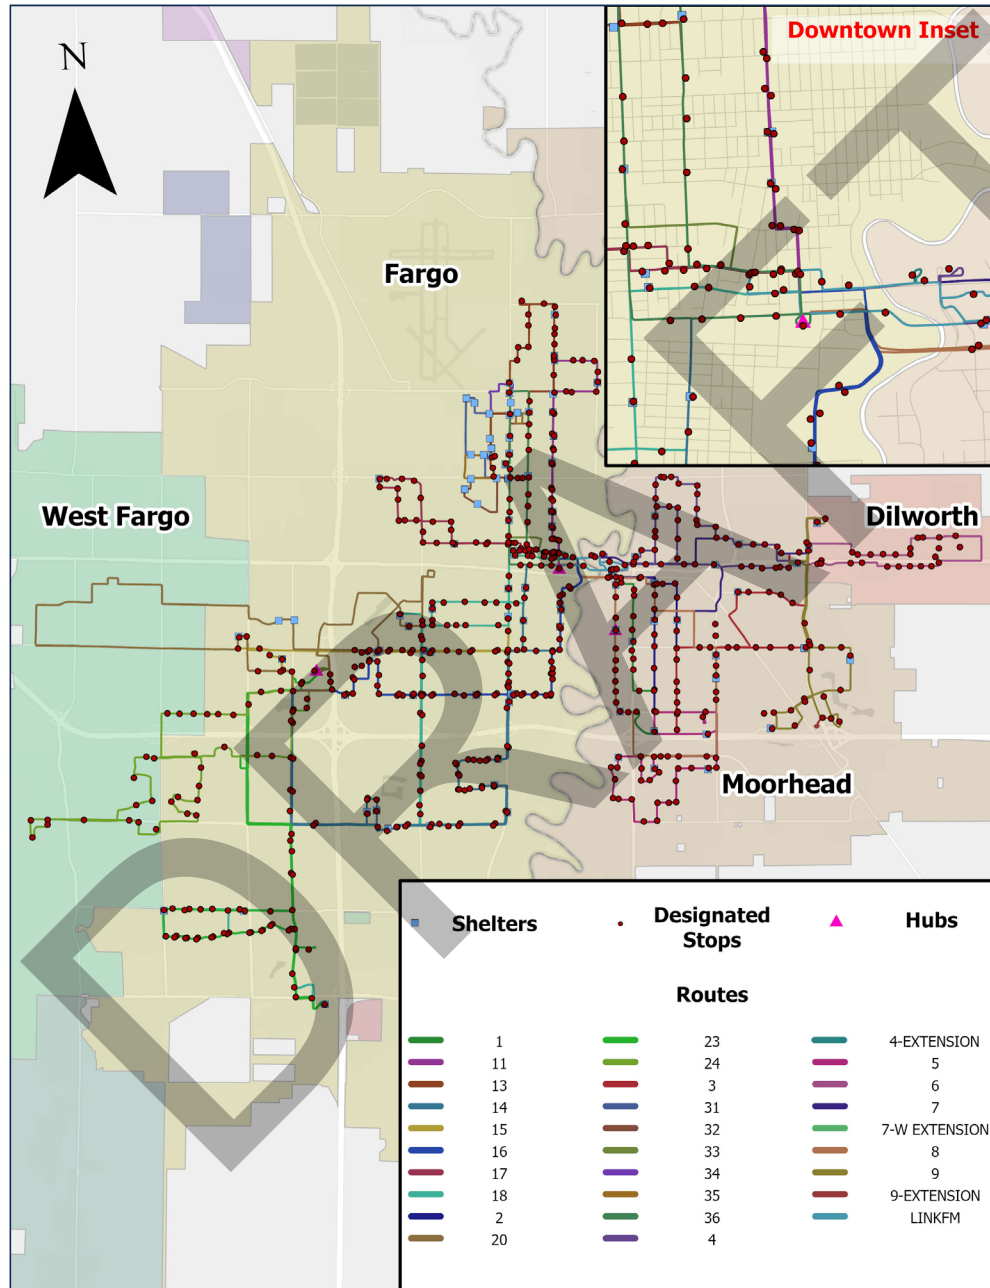 Downtown Inset
N
Fargo
West Fargo
Dilworth
Moorhead
DRAFT
Shelters
Designated
Stops
Hubs
Routes
1
11
13
14
15
16
17
18
2
20
23
24
3
31
32
33
34
35
36
4
4-EXTENSION
5
6
7
7-W EXTENSION
8
9
9-EXTENSION
LINKFM